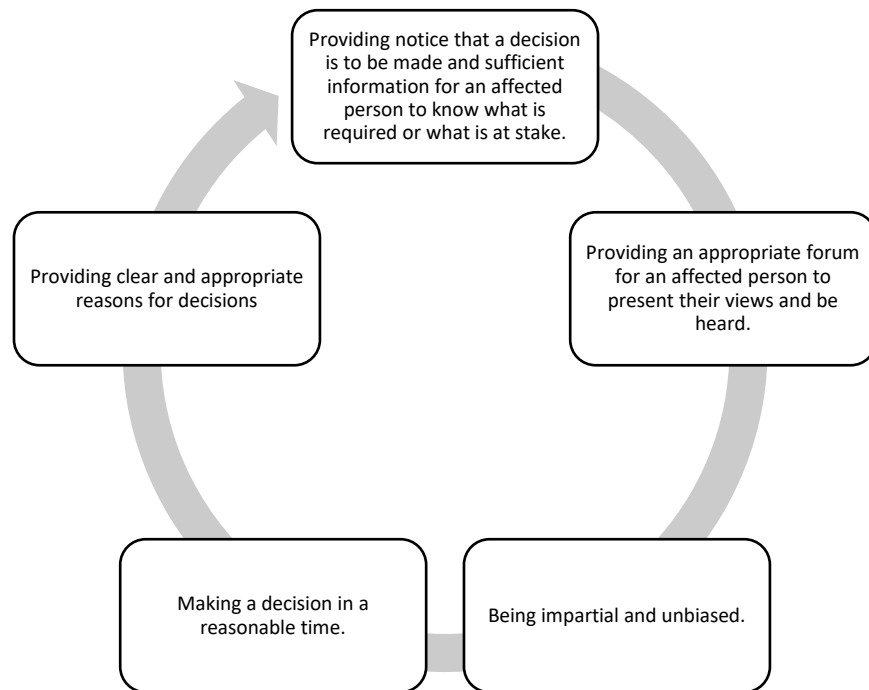 Providing notice that a decision
is to be made and sufficient
information for an affected
person to know what is
required or what is at stake.
Providing an appropriate forum
for an affected person to
present their views and be
heard.
Being impartial and unbiased.
Making a decision in a
reasonable time.
Providing clear and appropriate
reasons for decisions